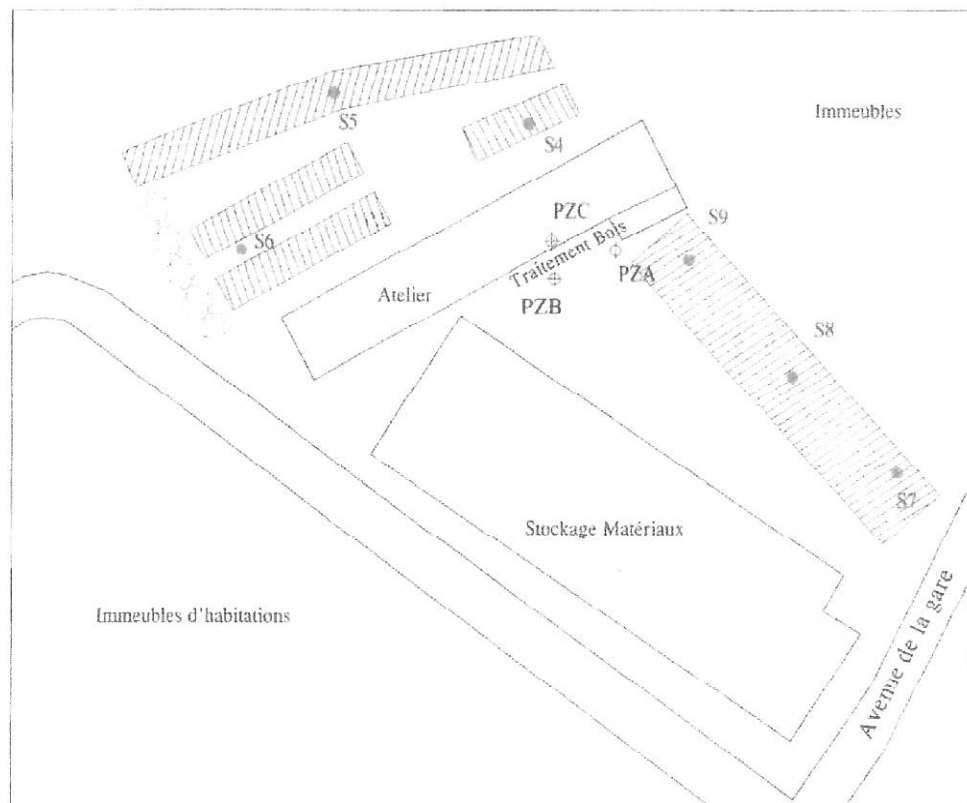 Immeubles
S5
S4
S9
PZC
S6
Traitement Bois
PZA
PZB
Atelier
S8
S7
Stockage Matériaux
Immeubles d'habitations
Avenue de la gare